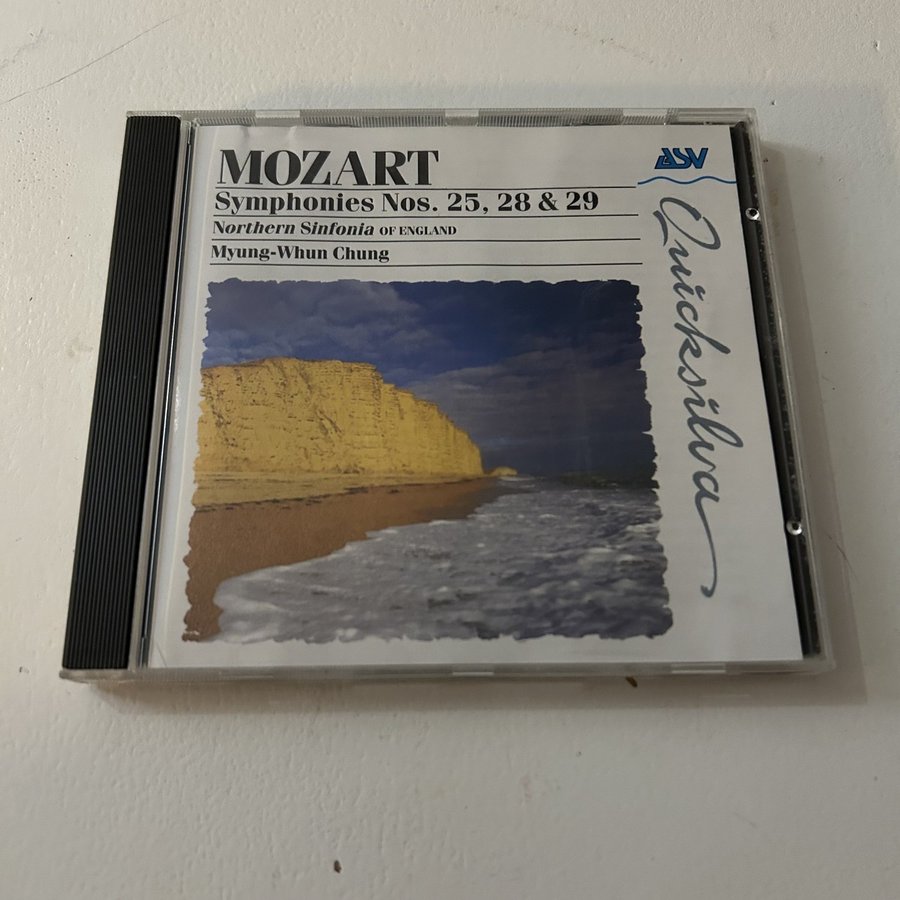 MOZART
Symphonies Nos. 25, 28 & 29
Northern Sinfonia OF ENGLAND
Myung-Whun Chung
ASV
Quicksilva